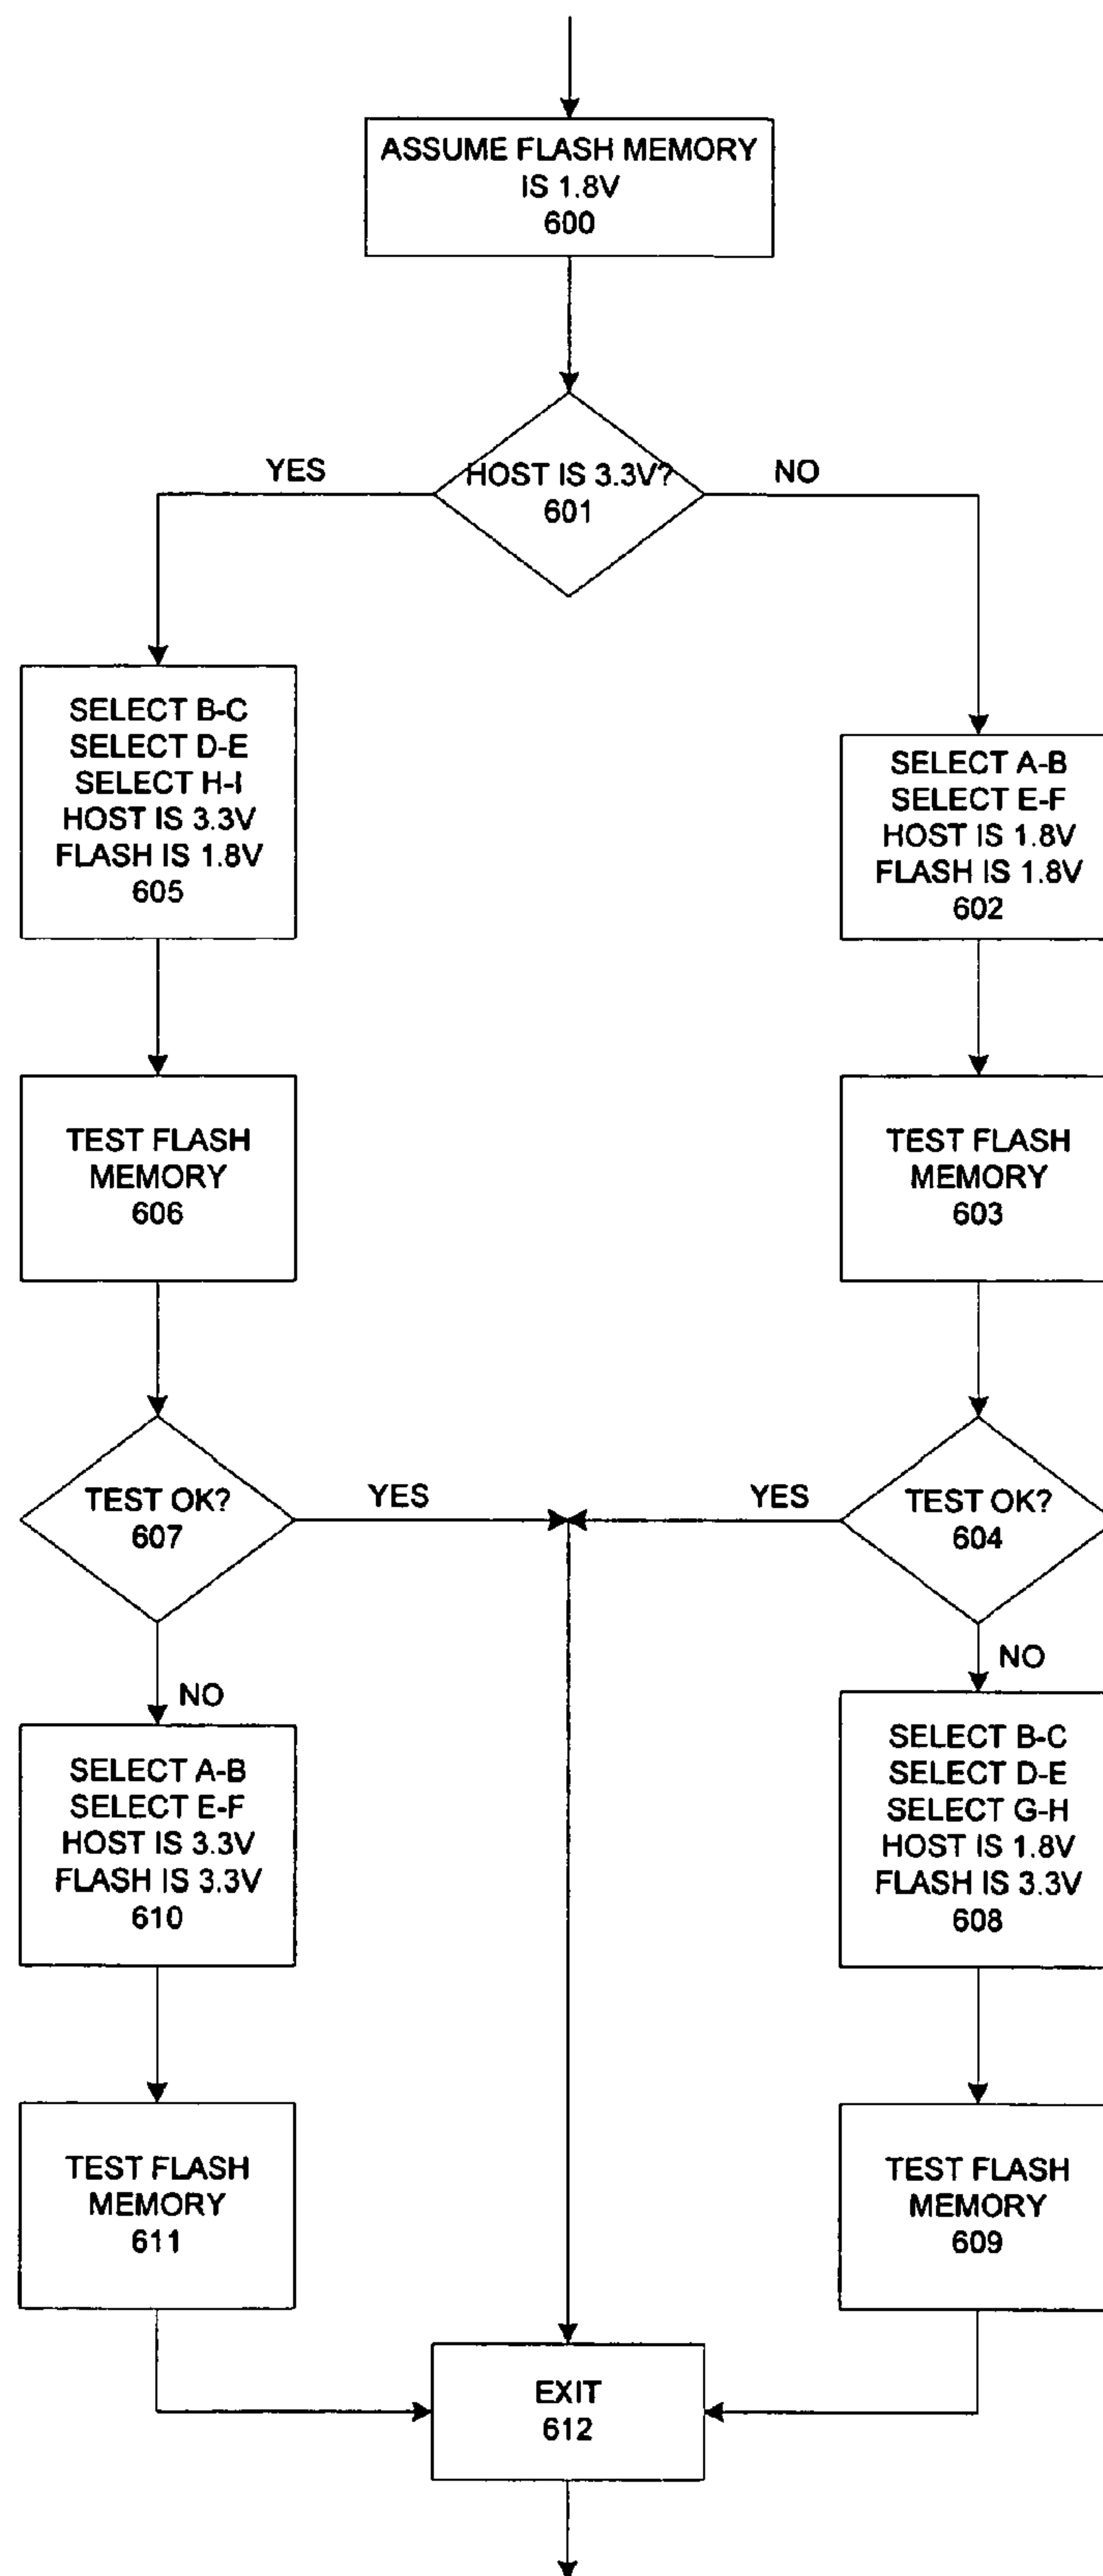 ASSUME FLASH MEMORY
IS 1.8V
600
HOST IS 3.3V?
601
YES
NO
SELECT B-C
SELECT D-E
SELECT H-I
HOST IS 3.3V
FLASH IS 1.8V
605
SELECT A-B
SELECT E-F
HOST IS 1.8V
FLASH IS 1.8V
602
TEST FLASH
MEMORY
606
TEST FLASH
MEMORY
603
TEST OK?
607
YES
YES
TEST OK?
604
NO
NO
SELECT A-B
SELECT E-F
HOST IS 3.3V
FLASH IS 3.3V
610
SELECT B-C
SELECT D-E
SELECT G-H
HOST IS 1.8V
FLASH IS 3.3V
608
TEST FLASH
MEMORY
611
TEST FLASH
MEMORY
609
EXIT
612